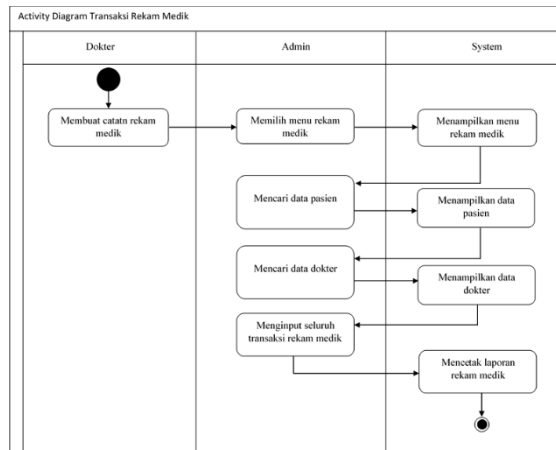 Activity Diagram Transaksi Rekam Medik
Dokter
Admin
System
Membuat catatn rekam
medik
Memilih menu rekam
medik
Menampilkan menu
rekam medik
Mencari data pasien
Menampilkan data
pasien
Mencari data dokter
Menampilkan data
dokter
Menginput seluruh
transaksi rekam medik
Mencetak laporan
rekam medik